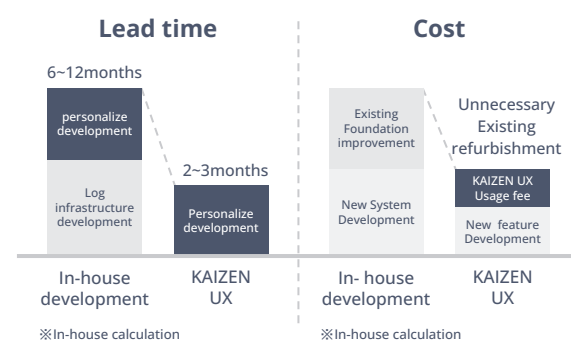 Lead time
6~12months
personalize
development
Log
infrastructure
development
2~3months
Personalize
development
In-house
development
KAIZEN
UX
※In-house calculation
Cost
Existing
Foundation
improvement
New System
Development
Unnecessary
Existing
refurbishment
KAIZEN UX
Usage fee
New feature
Development
In- house
development
KAIZEN
UX
※In-house calculation